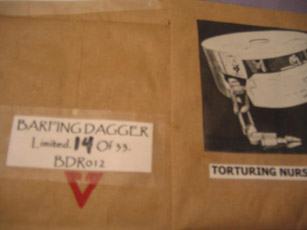 BARFING DAGGER
Limited. 14 Of 33.
BDR012
TORTURING NURS